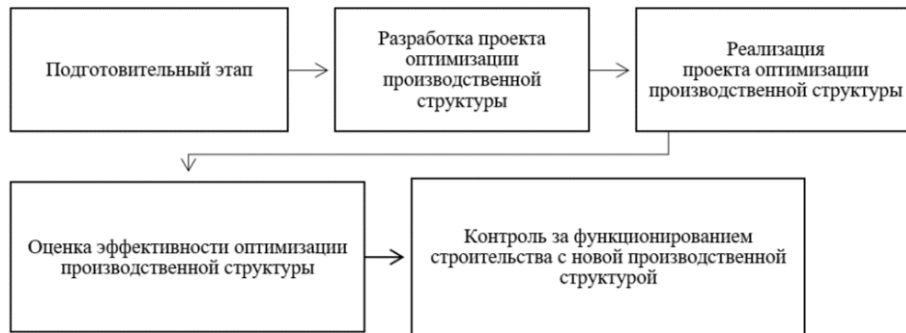 Подготовительный этап
Разработка проекта
оптимизации
производственной
структуры
Реализация
проекта оптимизации
производственной структуры
Оценка эффективности оптимизации
производственной структуры
Контроль за функционированием
строительства с новой производственной
структурой